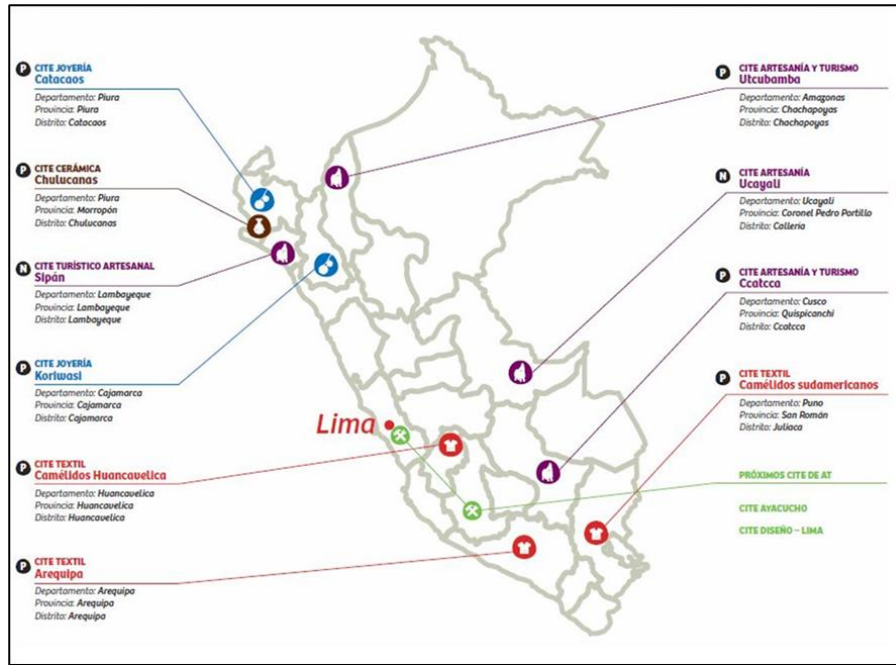 P CITE JOYERÍA
Catacaos
Departamento: Piura
Provincia: Piura
Distrito: Catacaos
P CITE CERÁMICA
Chulucanas
Departamento: Piura
Provincia: Morropón
Distrito: Chulucanas
N CITE TURÍSTICO ARTESANAL
Sipán
Departamento: Lambayeque
Provincia: Lambayeque
Distrito: Lambayeque
P CITE JOYERÍA
Koriwasi
Departamento: Cajamarca
Provincia: Cajamarca
Distrito: Cajamarca
P CITE TEXTIL
Camélidos Huancavelica
Departamento: Huancavelica
Provincia: Huancavelica
Distrito: Huancavelica
P CITE TEXTIL
Arequipa
Departamento: Arequipa
Provincia: Arequipa
Distrito: Arequipa
Lima
P CITE ARTESANÍA Y TURISMO
Utcubamba
Departamento: Amazonas
Provincia: Chachapoyas
Distrito: Chachapoyas
N CITE ARTESANÍA
Ucayali
Departamento: Ucayali
Provincia: Coronel Pedro Portillo
Distrito: Callería
P CITE ARTESANÍA Y TURISMO
Ccatcca
Departamento: Cusco
Provincia: Quispicanchi
Distrito: Ccatcca
P CITE TEXTIL
Camélidos sudamericanos
Departamento: Puno
Provincia: San Román
Distrito: Juliaca
PRÓXIMOS CITE DE AT
CITE AYACUCHO
CITE DISEÑO – LIMA